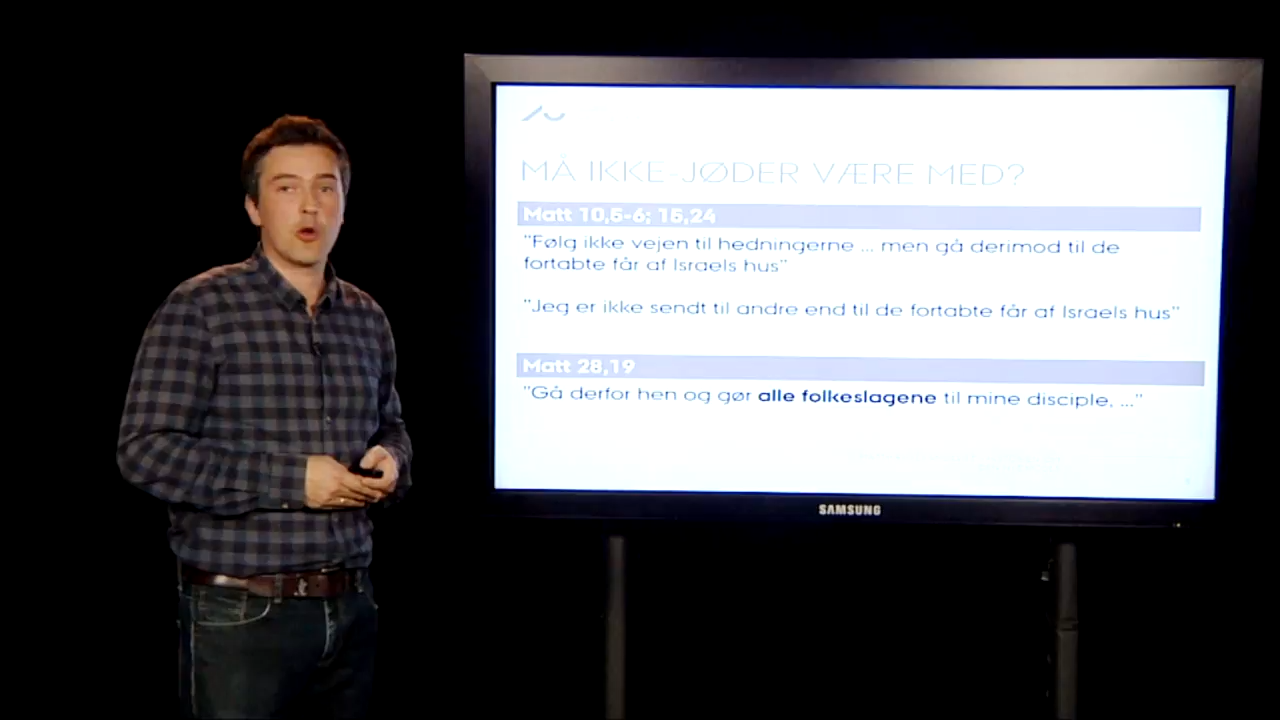 MÅ IKKE-JØDER VÆRE MED?
Matt 10,5-6; 15,24
"Følg ikke vejen til hedningerne ... men gå derimod til de
fortabte får af Israels hus"
"Jeg er ikke sendt til andre end til de fortabte får af Israels hus"
Matt 28,19
"Gå derfor hen og gør alle folkeslagene til mine disciple, ..."
SAMSUNG